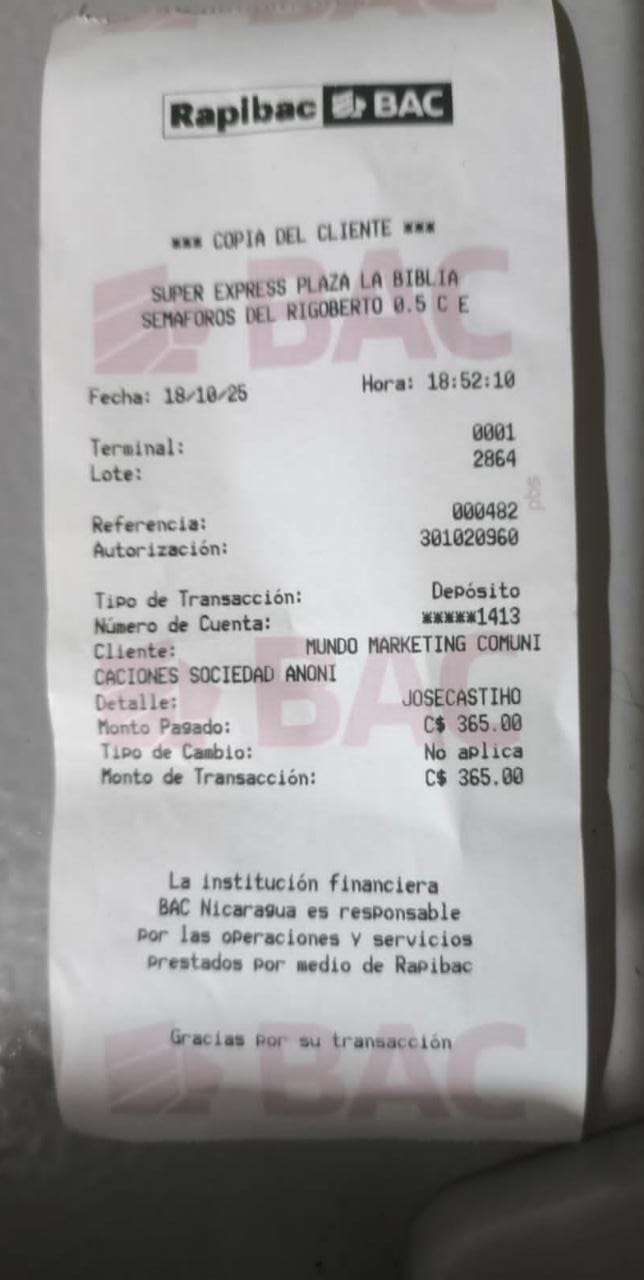 Rapibac BAC
*** COPIA DEL CLIENTE ***
SUPER EXPRESS PLAZA LA BIBLIA
SEMAFOROS DEL RIGOBERTO 0.5 C E
Fecha: 18/10/25 Hora: 18:52:10
Terminal: 0001
Lote: 2864
pbs
Referencia: 000482
Autorización: 301020960
Tipo de Transacción: Depósito
Número de Cuenta: *****1413
Cliente: MUNDO MARKETING COMUNI
CACIONES SOCIEDAD ANONI
Detalle: JOSECASTIHO
Monto Pagado: C$ 365.00
Tipo de Cambio: No aplica
Monto de Transacción: C$ 365.00
La institución financiera
BAC Nicaragua es responsable
por las operaciones y servicios
prestados por medio de Rapibac
Gracias por su transacción
BAC
BAC
BAC